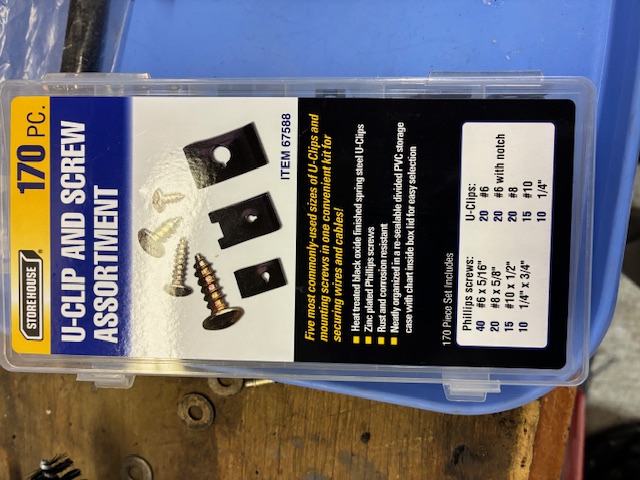 170 PC.
STOREHOUSE®
U-CLIP AND SCREW
ASSORTMENT
ITEM 67588
Five most commonly-used sizes of U-Clips and
mounting screws in one convenient kit for
securing wires and cables!
Heat treated black oxide finished spring steel U-Clips
Zinc plated Phillips screws
Rust and corrosion resistant
Neatly organized in a re-sealable divided PVC storage
case with chart inside box lid for easy selection
170 Piece Set Includes
Phillips screws:
40 #6 x 5/16"
20 #8 x 5/8"
15 #10 x 1/2"
10 1/4" x 3/4"
U-Clips:
20 #6
20 #6 with notch
20 #8
15 #10
10 1/4"